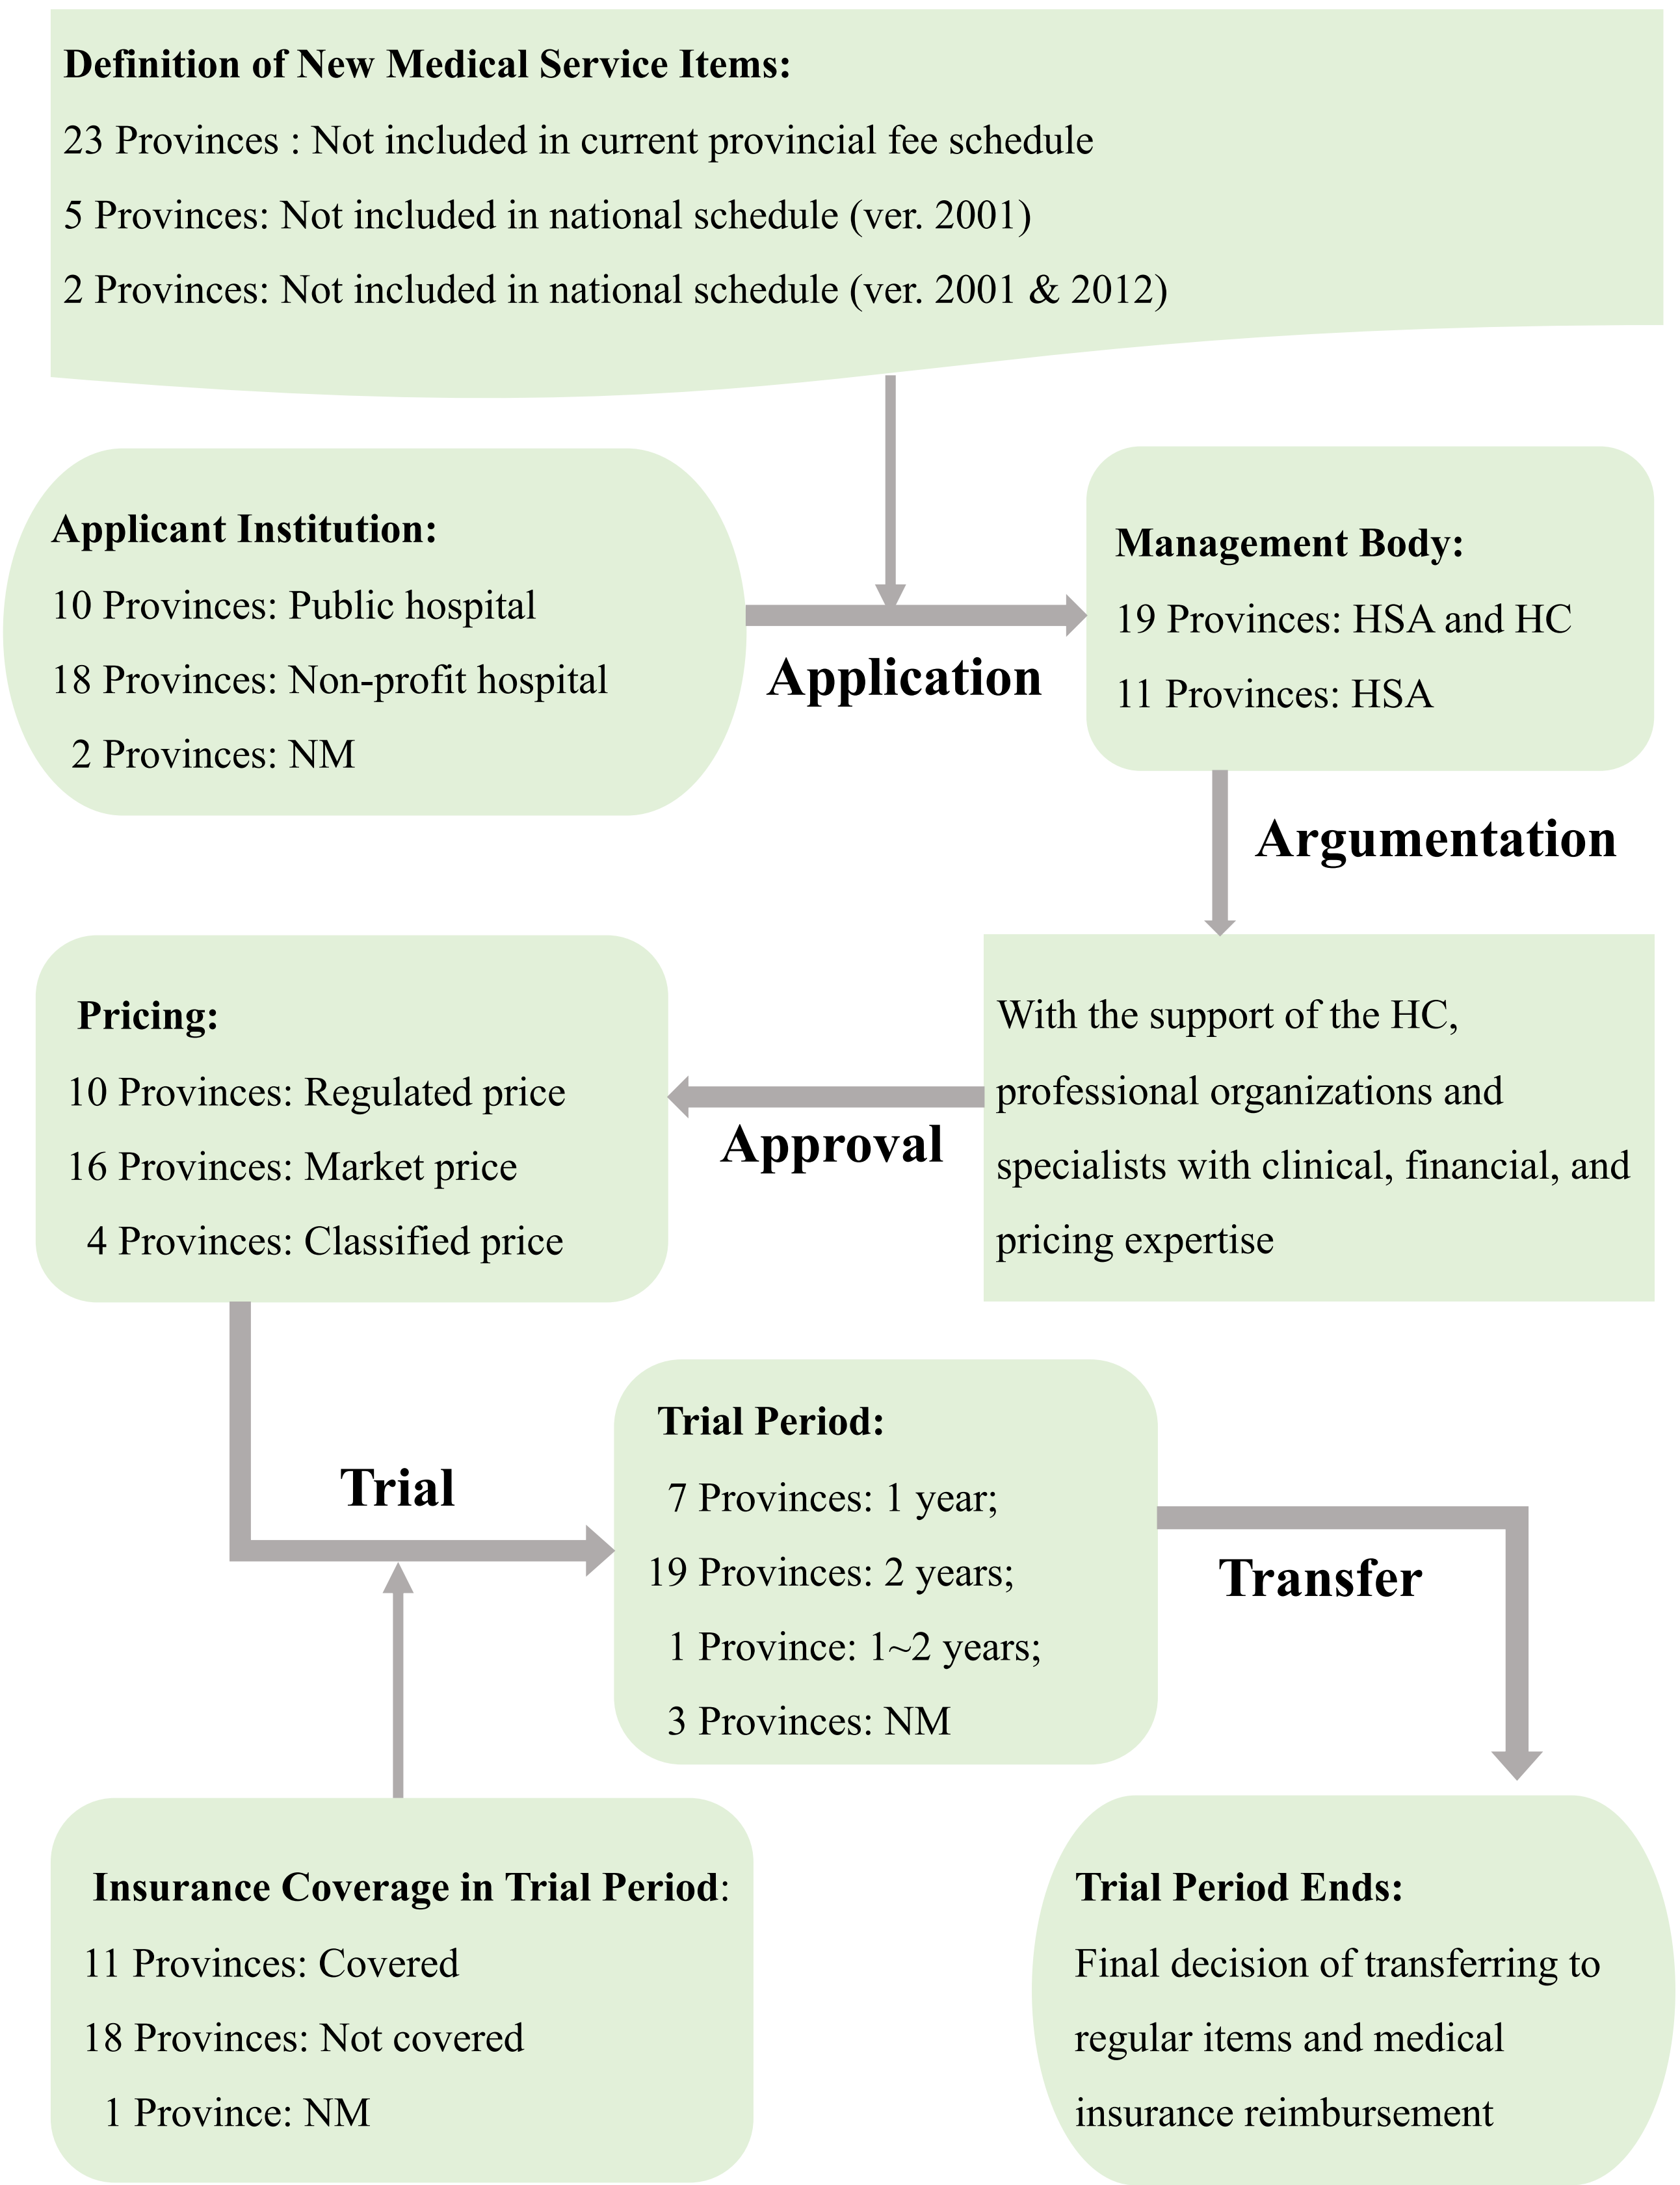 Definition of New Medical Service Items:
23 Provinces : Not included in current provincial fee schedule
5 Provinces: Not included in national schedule (ver. 2001)
2 Provinces: Not included in national schedule (ver. 2001 & 2012)
Applicant Institution:
10 Provinces: Public hospital
18 Provinces: Non-profit hospital
2 Provinces: NM
Application
Management Body:
19 Provinces: HSA and HC
11 Provinces: HSA
Argumentation
With the support of the HC,
professional organizations and
specialists with clinical, financial, and
pricing expertise
Approval
Pricing:
10 Provinces: Regulated price
16 Provinces: Market price
4 Provinces: Classified price
Trial
Trial Period:
7 Provinces: 1 year;
19 Provinces: 2 years;
1 Province: 1~2 years;
3 Provinces: NM
Transfer
Insurance Coverage in Trial Period:
11 Provinces: Covered
18 Provinces: Not covered
1 Province: NM
Trial Period Ends:
Final decision of transferring to
regular items and medical
insurance reimbursement